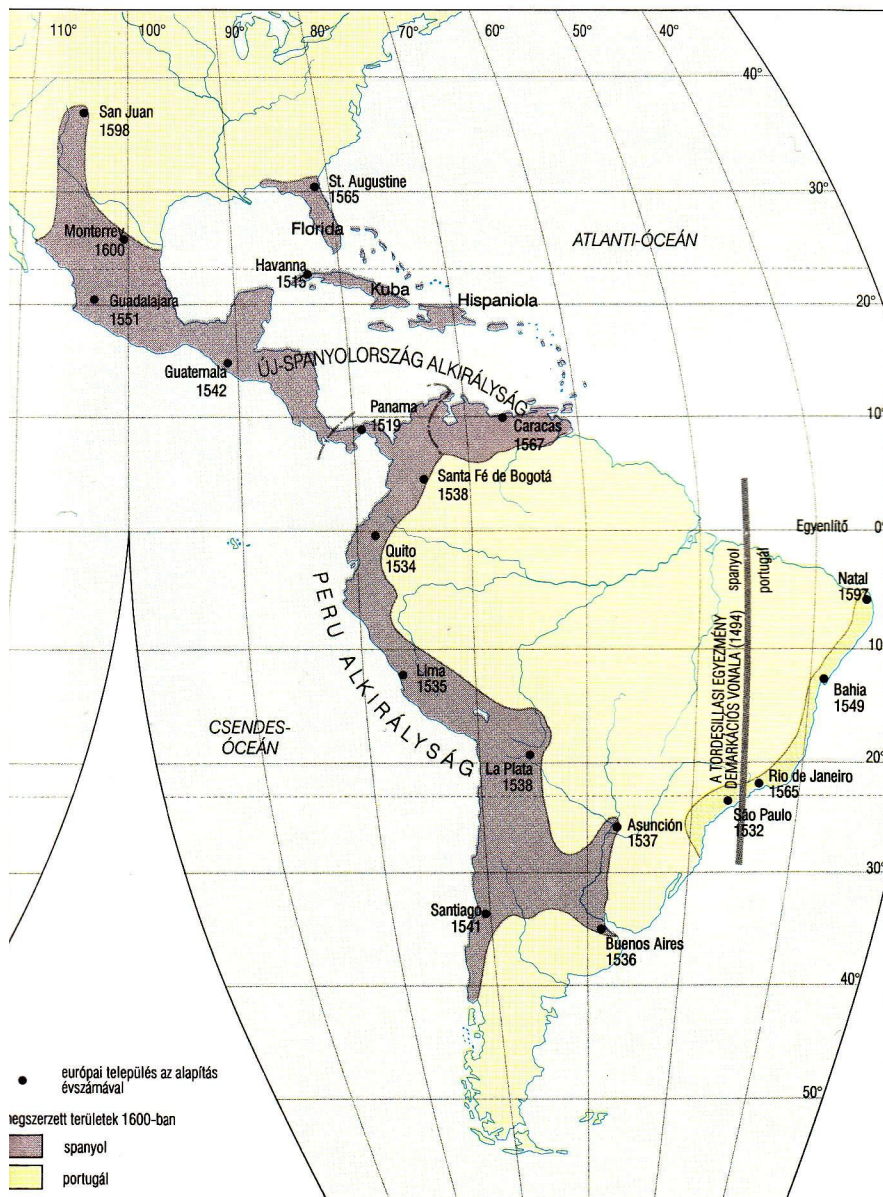 110°
100°
90°
80°
70°
60°
50°
40°
30°
40°
San Juan
1598
St. Augustine
1565
30°
Florida
Monterrey
1600
ATLANTI-ÓCEÁN
Havanna
1515
Kuba
Hispaniola
Guadalajara
1551
20°
ÚJ-SPANYOLORSZÁG ALKIRÁLYSÁG
Guatemala
1542
Panama
1519
10°
Caracas
1567
Santa Fé de Bogotá
1538
Egyenlítő
0°
Quito
1534
spanyol
portugál
Natal
1597
PERU ALKIRÁLYSÁG
A TORDESILLASI EGYEZMÉNY
DEMARKÁCIÓS VONALA (1494)
10°
Lima
1535
Bahia
1549
CSENDES-
ÓCEÁN
20°
La Plata
1538
Rio de Janeiro
1565
São Paulo
1532
Asunción
1537
30°
Santiago
1541
Buenos Aires
1536
40°
európai település az alapítás
évszámával
50°
negszerzett területek 1600-ban
spanyol
portugál